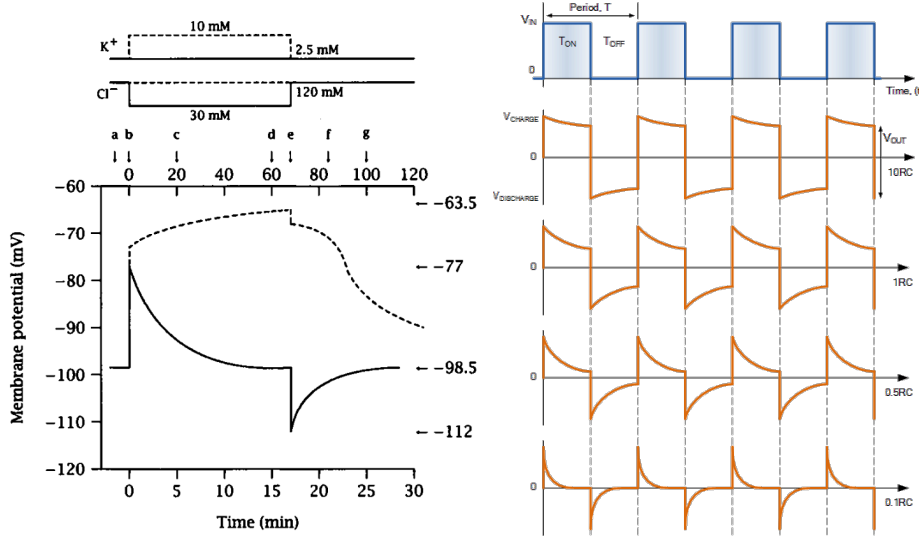 10 mM
K+
2.5 mM
Cl−
120 mM
30 mM
a b c d e f g
0 20 40 60 80 100 120
−60
−70
−80
−90
−100
−110
−120
Membrane potential (mV)
−63.5
−77
−98.5
−112
0 5 10 15 20 25 30
Time (min)
Period, T
VIN
TON
TOFF
0
Time, (t
VCHARGE
0
VOUT
10RC
VDISCHARGE
0
1RC
0
0.5RC
0
0.1RC